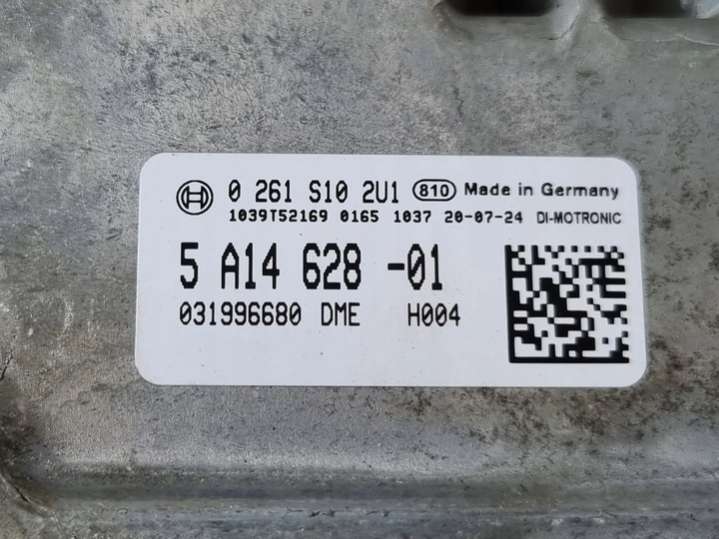 0 261 S10 2U1 810 Made in Germany
1039T52169 0165 1037 20-07-24 DI-MOTRONIC
5 A14 628 -01
031996680 DME H004